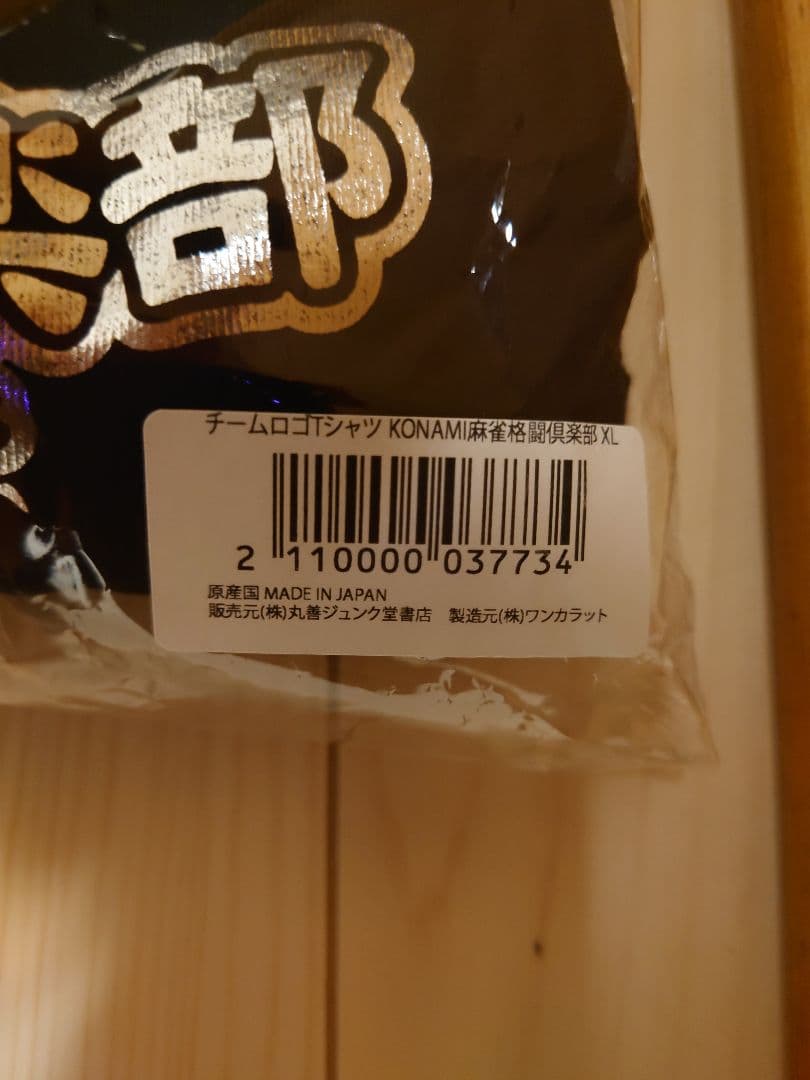 楽部
チームロゴTシャツ KONAMI麻雀格闘倶楽部 XL
2 110000 037734
原産国 MADE IN JAPAN
販売元(株)丸善ジュンク堂書店　製造元(株)ワンカラット